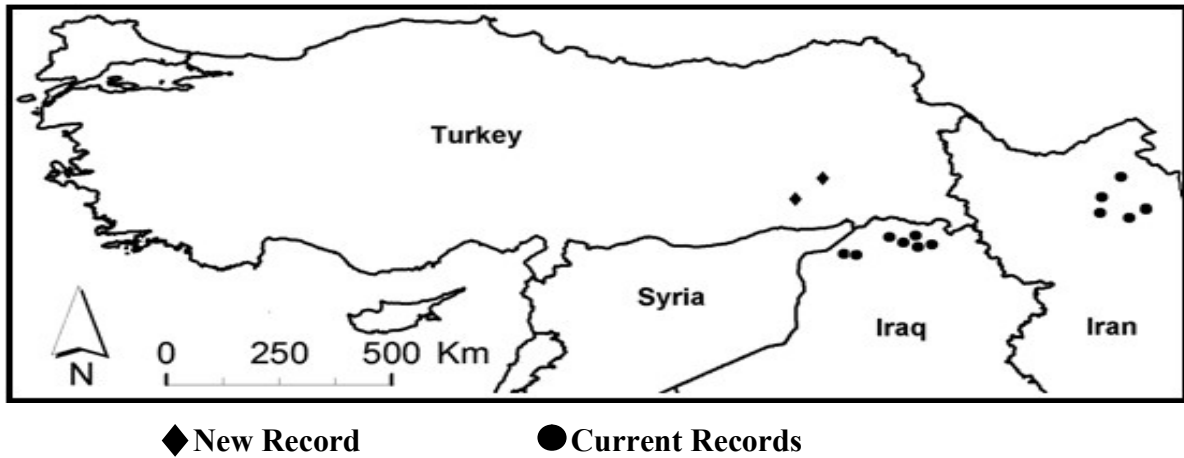 Turkey
Syria
Iraq
Iran
N
0 250 500 Km
New Record
Current Records